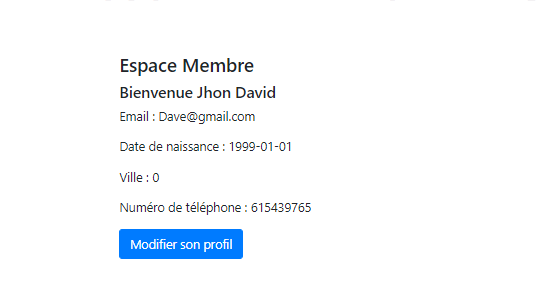 Espace Membre
Bienvenue Jhon David
Email : Dave@gmail.com
Date de naissance : 1999-01-01
Ville : 0
Numéro de téléphone : 615439765
Modifier son profil